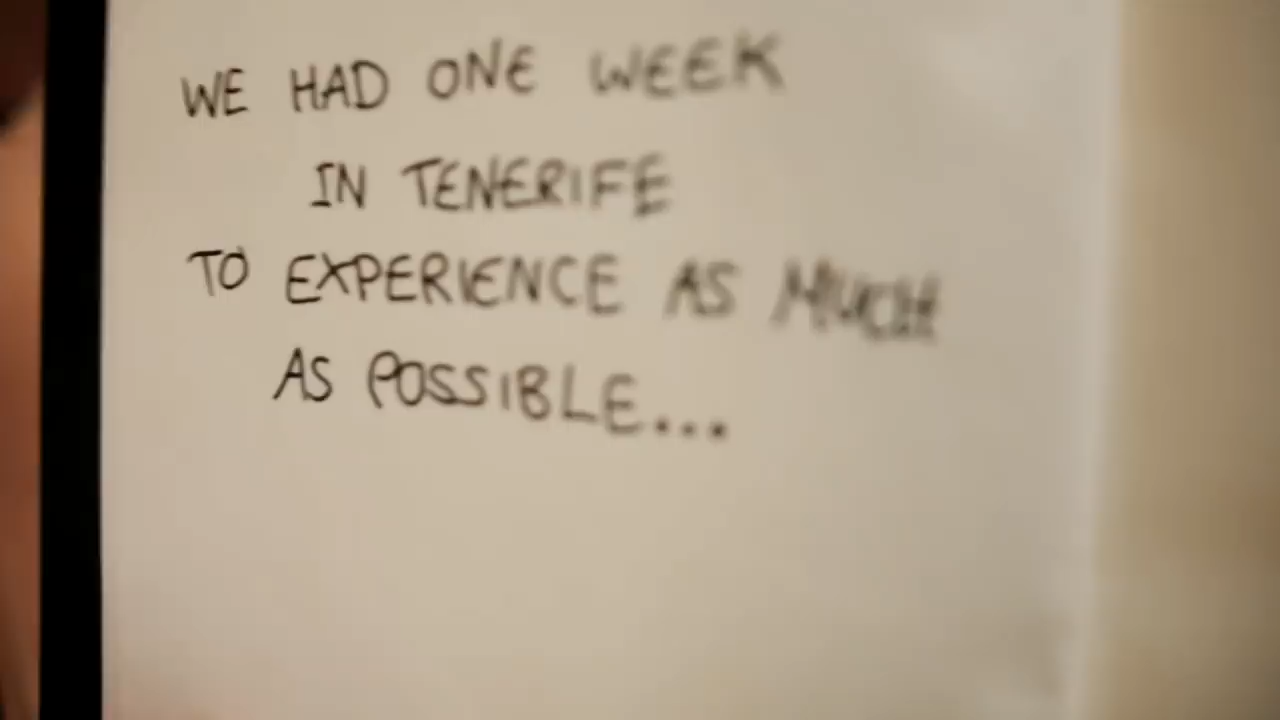 WE HAD ONE WEEK
IN TENERIFE
TO EXPERIENCE AS MUCH
AS POSSIBLE...